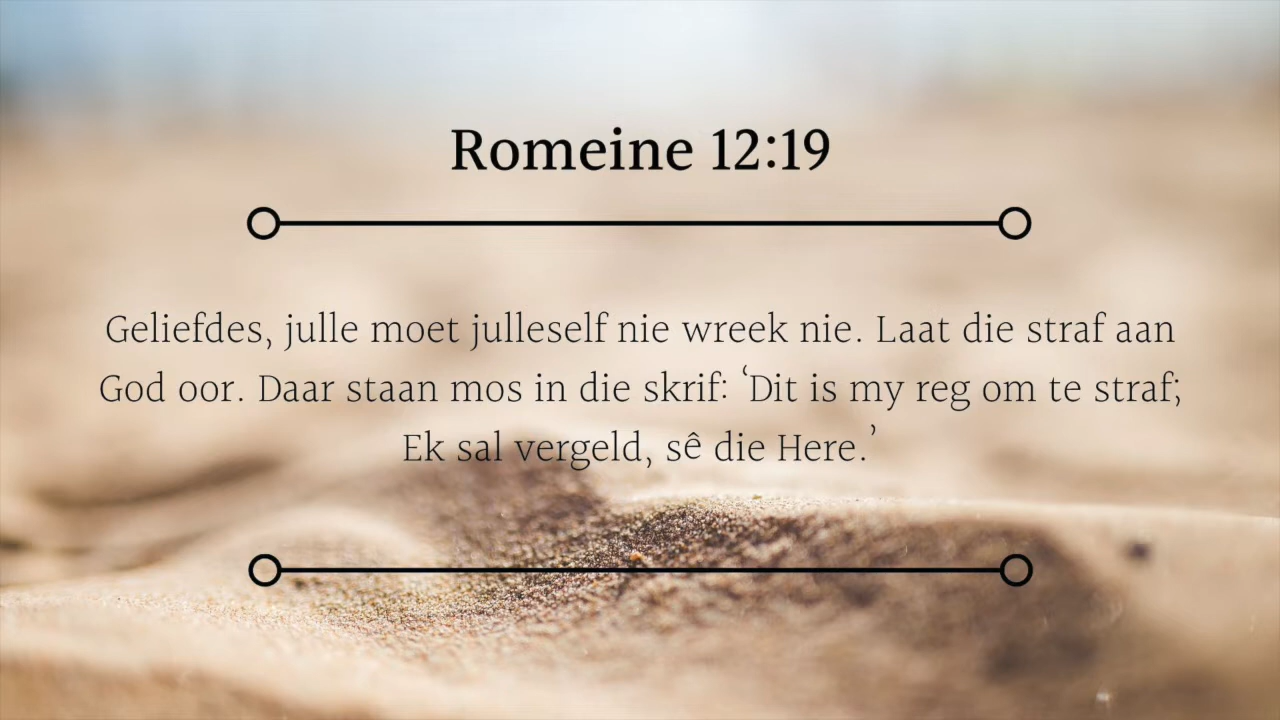 Romeine 12:19
Geliefdes, julle moet julleself nie wreek nie. Laat die straf aan
God oor. Daar staan mos in die skrif: ‘Dit is my reg om te straf;
Ek sal vergeld, sê die Here.’